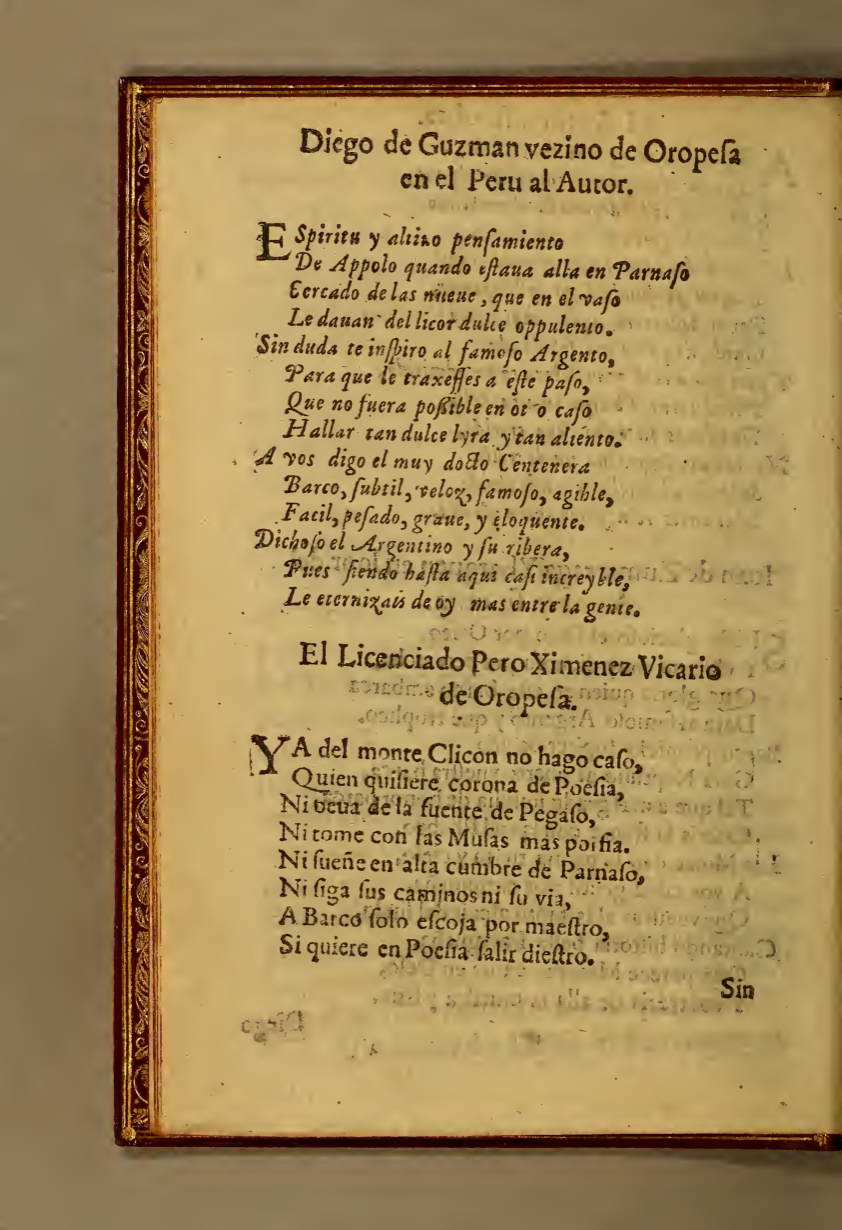 Diego de Guzman vezino de Oropeſa
en el Peru al Autor.
ESpiritu y altiuo penſamiento
De Appolo quando eſtaua alla en Parnaſo
Cercado de las nueue, que en el vaſo
Le dauan del licor dulce oppulento.
Sin duda te inſpiro al famoſo Argento,
Para que le traxeſſes a eſte paſo,
Que no fuera poſsible en ot o caſo
Hallar tan dulce lyra y tan aliento.
A vos digo el muy docto Centenera
Barco, ſubtil, veloz, famoſo, agible,
Facil, peſado, graue, y eloquente.
Dichoſo el Argentino y ſu ribera,
Pues ſiendo haſta aqui caſi increyble,
Le eternizais de oy mas entre la gente.
El Licenciado Pero Ximenez Vicario
de Oropeſa.
YA del monte Clicon no hago caſo,
Quien quiſiere corona de Poeſia,
Ni beua de la fuente de Pegaſo,
Ni tome con las Muſas mas porfia.
Ni ſueñe en alta cumbre de Parnaſo,
Ni ſiga ſus caminos ni ſu via,
A Barco ſolo eſcoja por maeſtro,
Si quiere en Poeſia ſalir dieſtro.
Sin